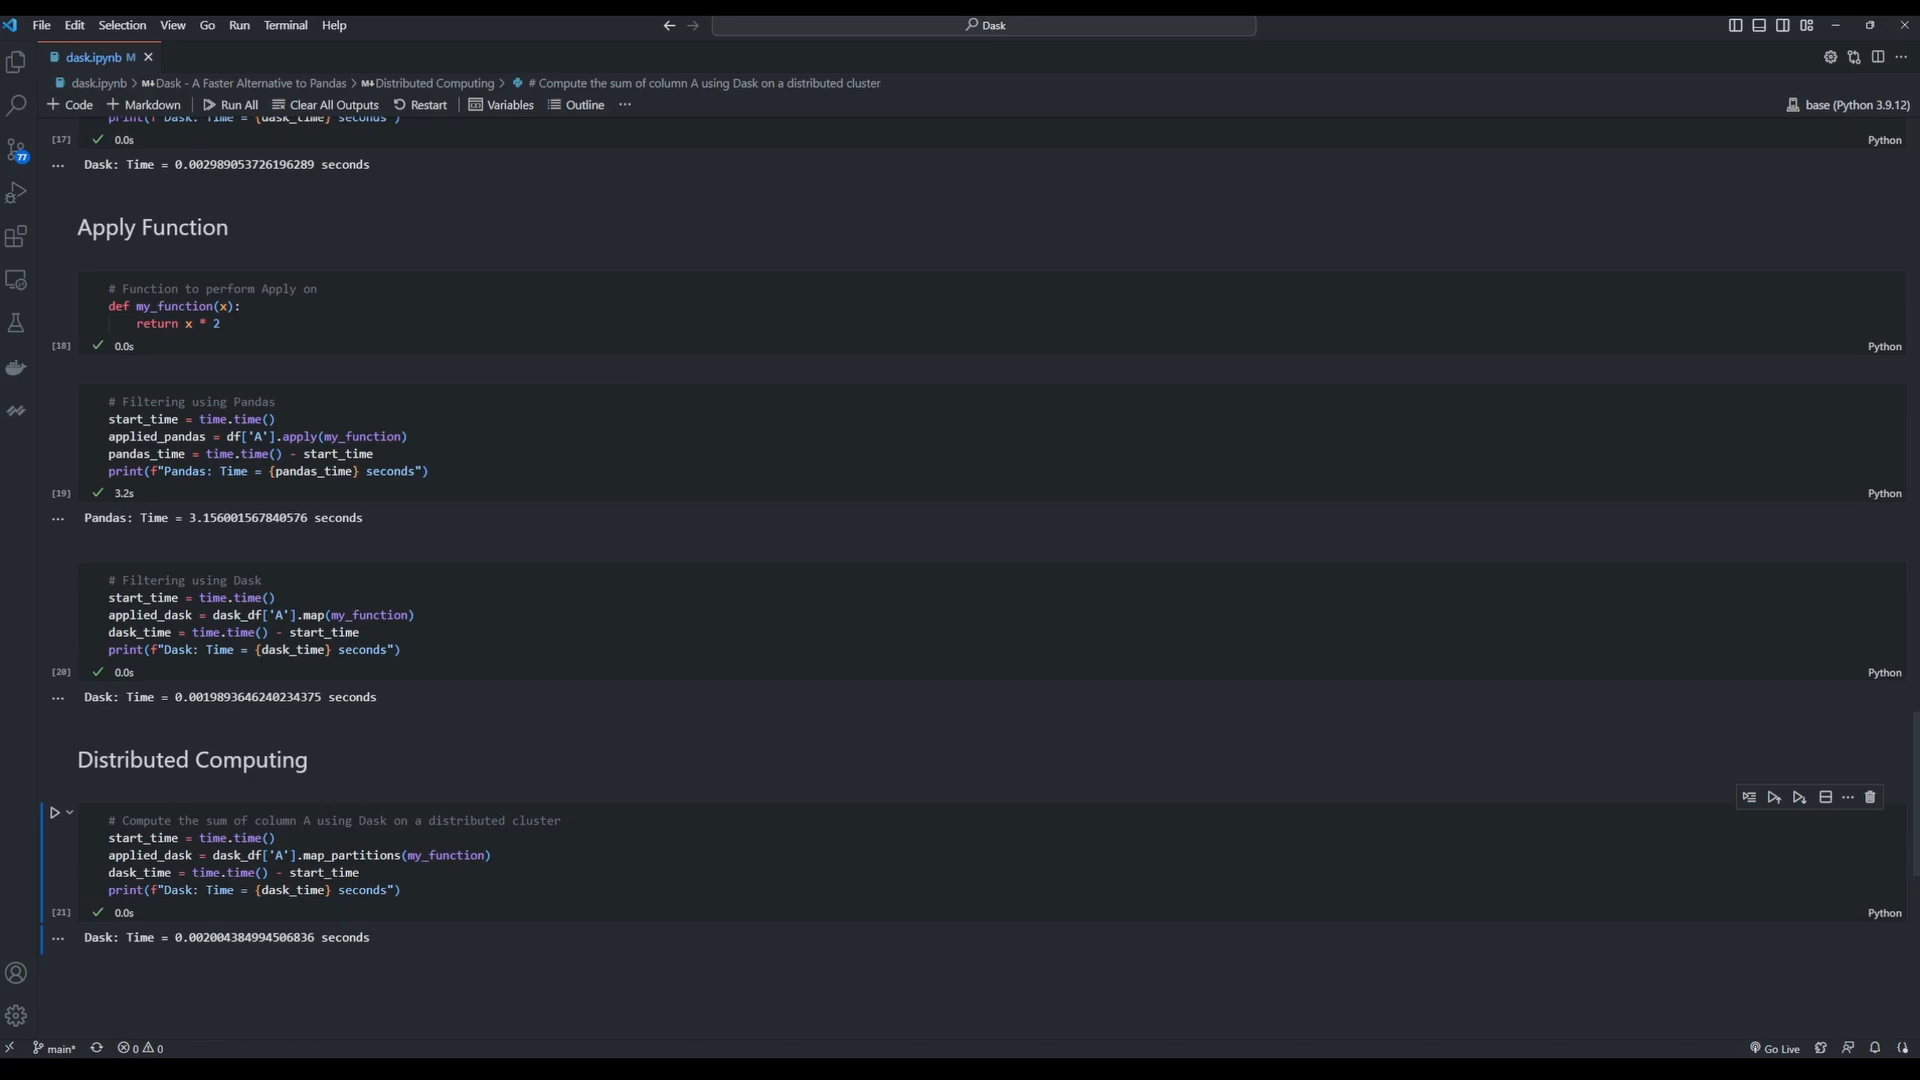 File Edit Selection View Go Run Terminal Help
Dask
dask.ipynb M
dask.ipynb > M↓Dask - A Faster Alternative to Pandas > M↓Distributed Computing > # Compute the sum of column A using Dask on a distributed cluster
+ Code + Markdown Run All Clear All Outputs Restart Variables Outline ...
base (Python 3.9.12)
print(f"Dask: Time = {dask_time} seconds")
[17] ✓ 0.0s Python
... Dask: Time = 0.002989053726196289 seconds
Apply Function
# Function to perform Apply on
def my_function(x):
return x * 2
[18] ✓ 0.0s Python
# Filtering using Pandas
start_time = time.time()
applied_pandas = df['A'].apply(my_function)
pandas_time = time.time() - start_time
print(f"Pandas: Time = {pandas_time} seconds")
[19] ✓ 3.2s Python
... Pandas: Time = 3.156001567840576 seconds
# Filtering using Dask
start_time = time.time()
applied_dask = dask_df['A'].map(my_function)
dask_time = time.time() - start_time
print(f"Dask: Time = {dask_time} seconds")
[20] ✓ 0.0s Python
... Dask: Time = 0.0019893646240234375 seconds
Distributed Computing
# Compute the sum of column A using Dask on a distributed cluster
start_time = time.time()
applied_dask = dask_df['A'].map_partitions(my_function)
dask_time = time.time() - start_time
print(f"Dask: Time = {dask_time} seconds")
[21] ✓ 0.0s Python
... Dask: Time = 0.002004384994506836 seconds
77
main* 0 0 Go Live